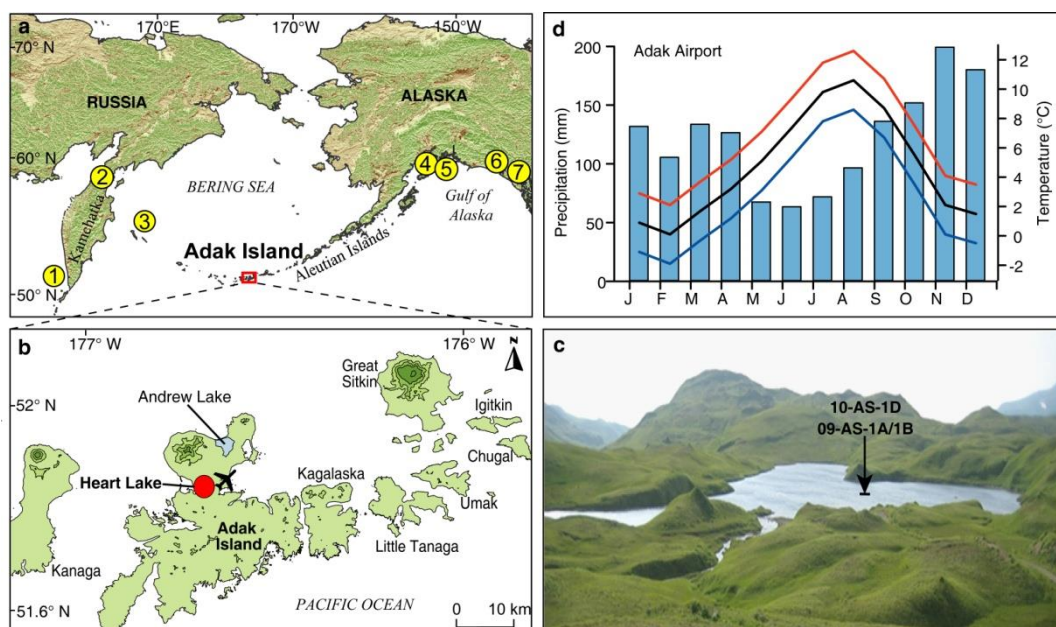 170°E
170°W
150°W
a
70° N
RUSSIA
ALASKA
60° N
2
4
5
6
7
BERING SEA
Gulf of
Alaska
Kamchatka
3
Adak Island
Aleutian Islands
1
50° N
d
Adak Airport
Precipitation (mm)
200
150
100
50
0
Temperature (°C)
12
10
8
6
4
2
0
-2
J F M A M J J A S O N D
b
177° W
176° W
N
Great
Sitkin
52° N
Andrew Lake
Igitkin
Chugal
Heart Lake
Kagalaska
Umak
Adak
Island
Little Tanaga
Kanaga
51.6° N
PACIFIC OCEAN
0 10 km
c
10-AS-1D
09-AS-1A/1B